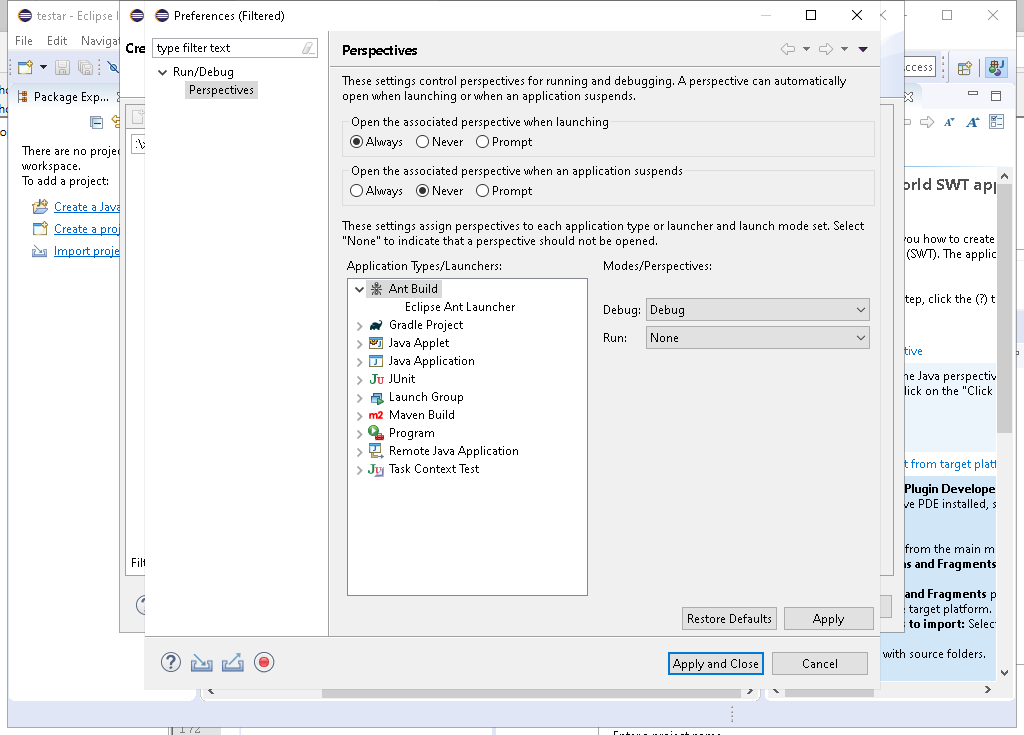 testar - Eclipse I
File Edit Navigat
Package Exp...
There are no projec
workspace.
To add a project:
Create a Java
Create a proj
Import proje
Cre
Filt
Preferences (Filtered)
type filter text
Run/Debug
Perspectives
Perspectives
These settings control perspectives for running and debugging. A perspective can automatically
open when launching or when an application suspends.
Open the associated perspective when launching
Always Never Prompt
Open the associated perspective when an application suspends
Always Never Prompt
These settings assign perspectives to each application type or launcher and launch mode set. Select
"None" to indicate that a perspective should not be opened.
Application Types/Launchers:
Modes/Perspectives:
Ant Build
Eclipse Ant Launcher
Gradle Project
Java Applet
Java Application
JUnit
Launch Group
Maven Build
Program
Remote Java Application
Task Context Test
Debug: Debug
Run: None
Restore Defaults Apply
Apply and Close Cancel
ccess
orld SWT app
you how to create
(SWT). The applic
tep, click the (?) t
tive
he Java perspectiv
lick on the "Click
t from target platf
Plugin Develope
ve PDE installed, s
from the main m
ns and Fragments
and Fragments p
target platform.
s to import: Selec
with source folders.
172